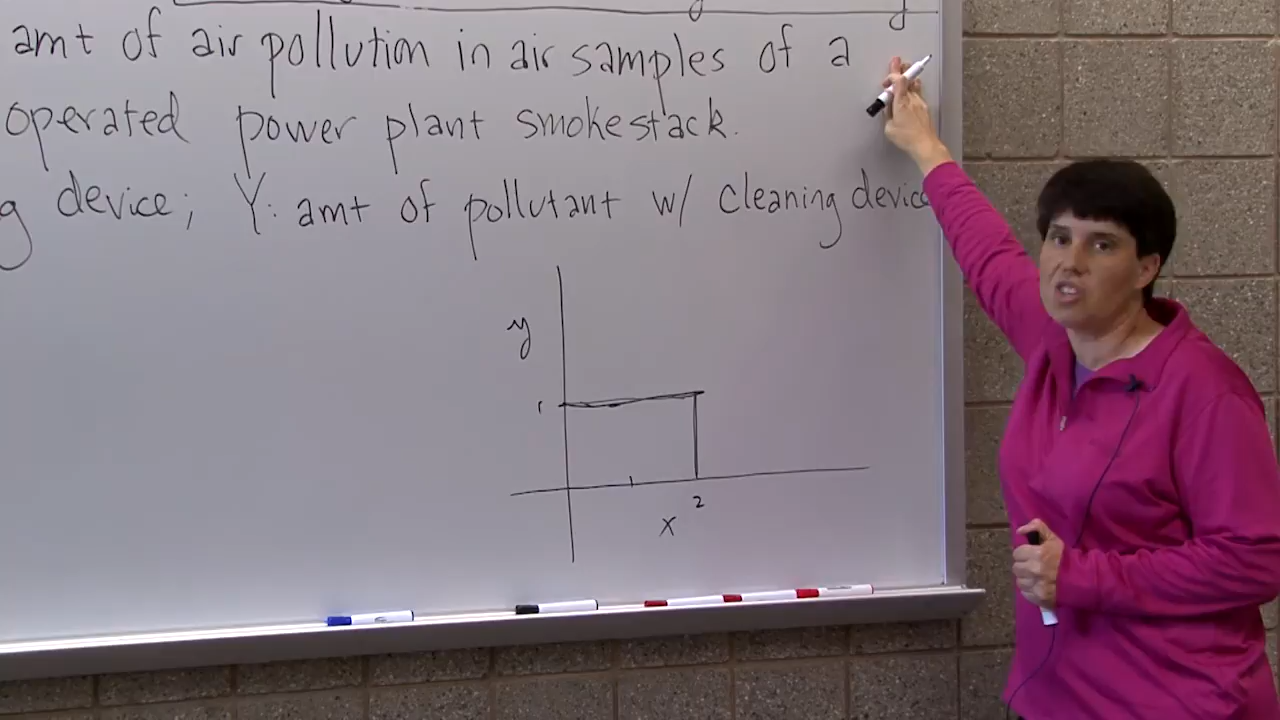 amt of air pollution in air samples of a
operated power plant smokestack.
g device; Y: amt of pollutant w/ cleaning device
y
1
2
x